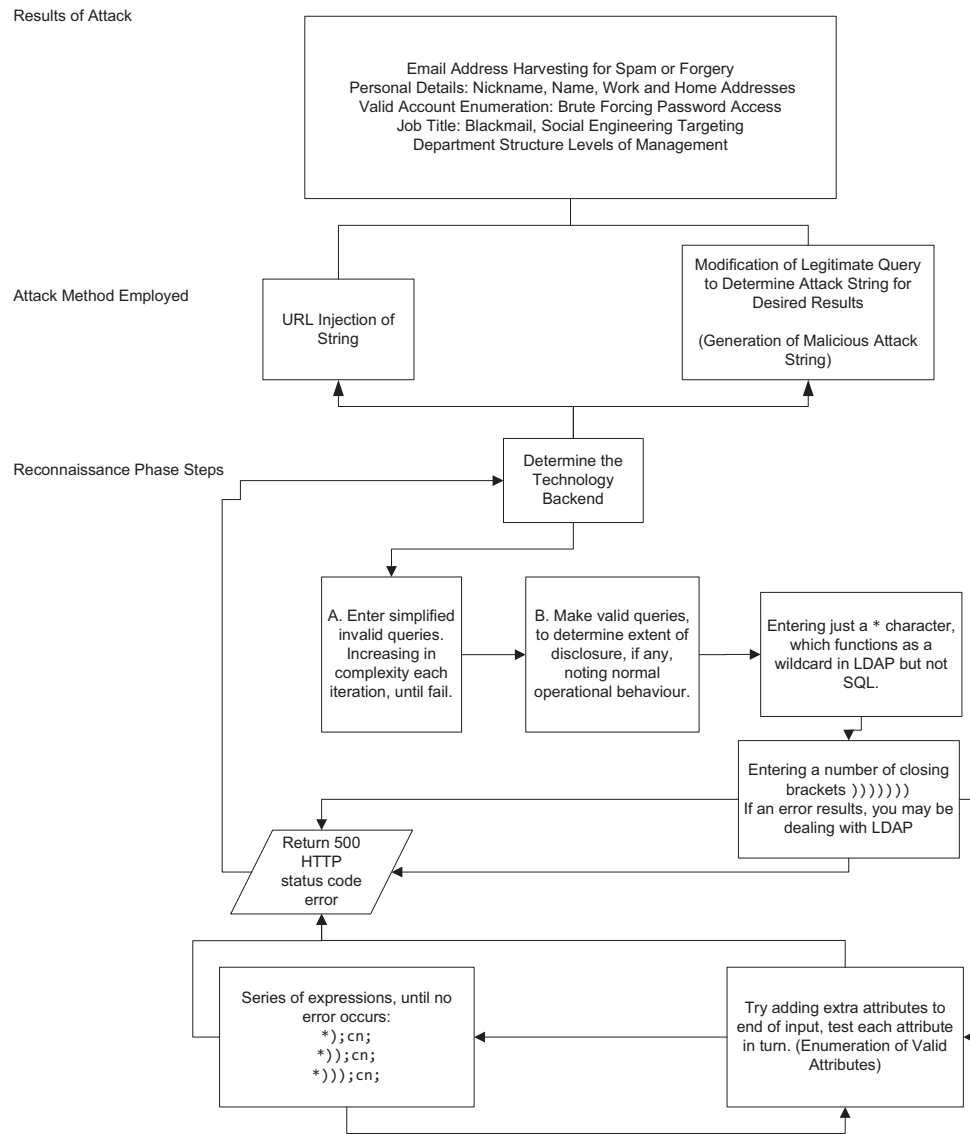 Results of Attack
Email Address Harvesting for Spam or Forgery
Personal Details: Nickname, Name, Work and Home Addresses
Valid Account Enumeration: Brute Forcing Password Access
Job Title: Blackmail, Social Engineering Targeting
Department Structure Levels of Management
Attack Method Employed
URL Injection of
String
Modification of Legitimate Query
to Determine Attack String for
Desired Results
(Generation of Malicious Attack
String)
Reconnaissance Phase Steps
Determine the
Technology
Backend
A. Enter simplified
invalid queries.
Increasing in
complexity each
iteration, until fail.
B. Make valid queries,
to determine extent of
disclosure, if any,
noting normal
operational behaviour.
Entering just a * character,
which functions as a
wildcard in LDAP but not
SQL.
Entering a number of closing
brackets )))))))
If an error results, you may be
dealing with LDAP
Return 500
HTTP
status code
error
Series of expressions, until no
error occurs:
*);cn;
*));cn;
*)));cn;
Try adding extra attributes to
end of input, test each attribute
in turn. (Enumeration of Valid
Attributes)